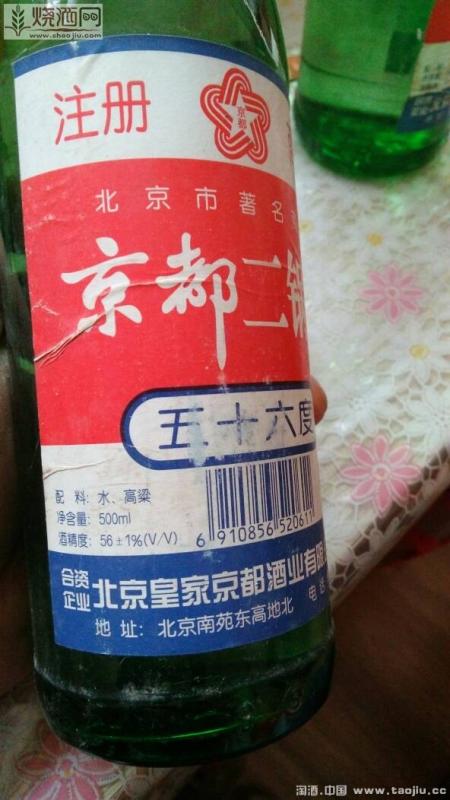 烧酒网
www.shaojiu.com
注册
京都
北京市著名
京都二锅
五十六度
配 料: 水、高粱
净含量: 500ml
酒精度: 56±1%(V/V)
6 910856 52061
合资企业 北京皇家京都酒业有限
地 址: 北京南苑东高地北 电话
淘酒.中国 www.taojiu.cc